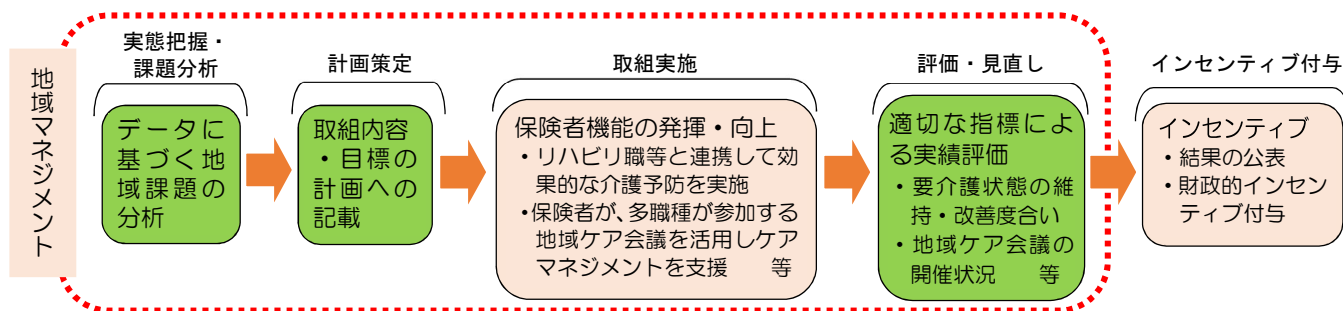 地域マネジメント
実態把握・
課題分析
データに
基づく地
域課題の
分析
計画策定
取組内容
・目標の
計画への
記載
取組実施
保険者機能の発揮・向上
・リハビリ職等と連携して効
果的な介護予防を実施
・保険者が、多職種が参加する
地域ケア会議を活用しケア
マネジメントを支援　　等
評価・見直し
適切な指標によ
る実績評価
・要介護状態の維
持・改善度合い
・地域ケア会議の
開催状況　　等
インセンティブ付与
インセンティブ
・結果の公表
・財政的インセン
ティブ付与